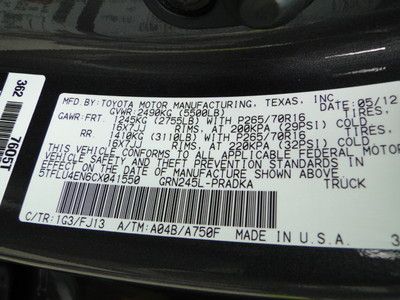 362
7605T
MFD.BY:TOYOTA MOTOR MANUFACTURING, TEXAS, INC.
DATE:05/12
GVWR:2490KG (5500LB)
GAWR:FRT 1245KG (2755LB) WITH P265/70R16
16X7JJ RIMS, AT 200KPA (29PSI) COLD
RR 1410KG (3110LB) WITH P265/70R16
16X7JJ RIMS, AT 220KPA (32PSI) COLD
THIS VEHICLE CONFORMS TO ALL APPLICABLE FEDERAL MOTOR
VEHICLE SAFETY AND THEFT PREVENTION STANDARDS IN
EFFECT ON THE DATE OF MANUFACTURE SHOWN ABOVE.
5TFLU4EN6CX041550 GRN245L-PRADKA TRUCK
C/TR:1G3/FJ13 A/TM:A04B/A750F MADE IN U.S.A.
3